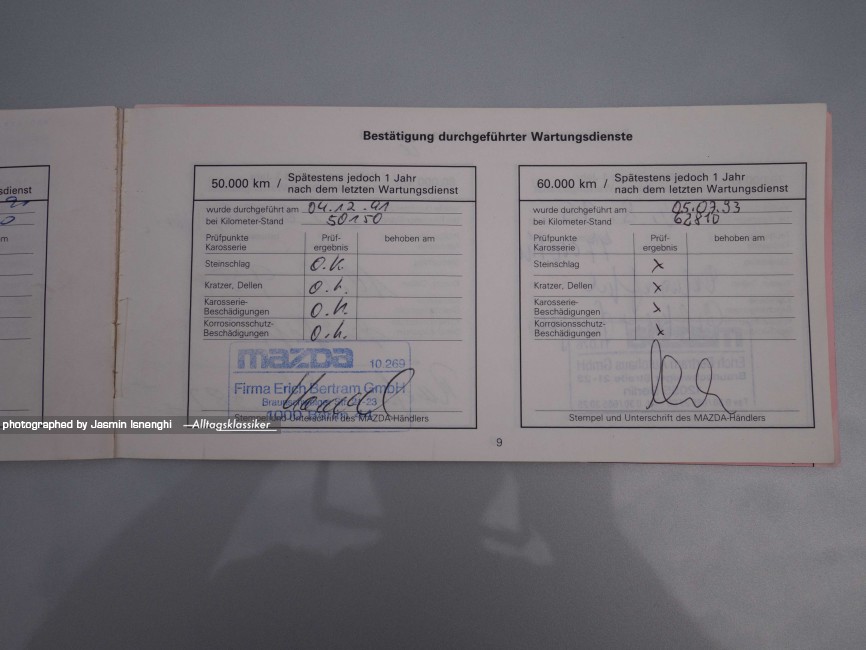 Bestätigung durchgeführter Wartungsdienste
dienst
m
50.000 km / Spätestens jedoch 1 Jahr
nach dem letzten Wartungsdienst
wurde durchgeführt am 04.12.91
bei Kilometer-Stand 50150
Prüfpunkte Karosserie
Prüf-ergebnis
behoben am
Steinschlag O.K.
Kratzer, Dellen O.K.
Karosserie-
Beschädigungen O.K.
Korrosionsschutz-
Beschädigungen O.K.
mazda 10.269
Firma Erich Bertram GmbH
Stempel und Unterschrift des MAZDA-Händlers
60.000 km / Spätestens jedoch 1 Jahr
nach dem letzten Wartungsdienst
wurde durchgeführt am 05.07.93
bei Kilometer-Stand 62810
Prüfpunkte Karosserie
Prüf-ergebnis
behoben am
Steinschlag x
Kratzer, Dellen x
Karosserie-
Beschädigungen x
Korrosionsschutz-
Beschädigungen x
Stempel und Unterschrift des MAZDA-Händlers
9
photographed by Jasmin Isnenghi —Alltagsklassiker